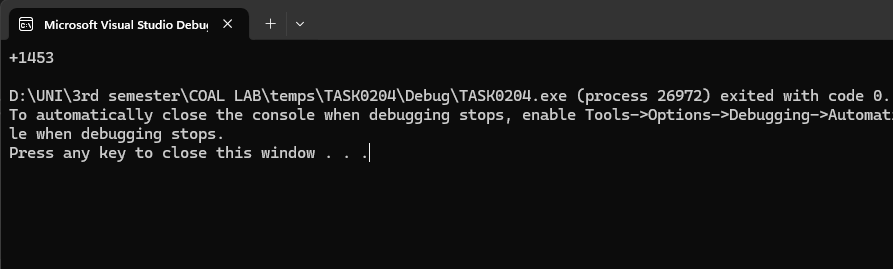 Microsoft Visual Studio Debu
+1453
D:\UNI\3rd semester\COAL LAB\temps\TASK0204\Debug\TASK0204.exe (process 26972) exited with code 0.
To automatically close the console when debugging stops, enable Tools->Options->Debugging->Automati
le when debugging stops.
Press any key to close this window . . .